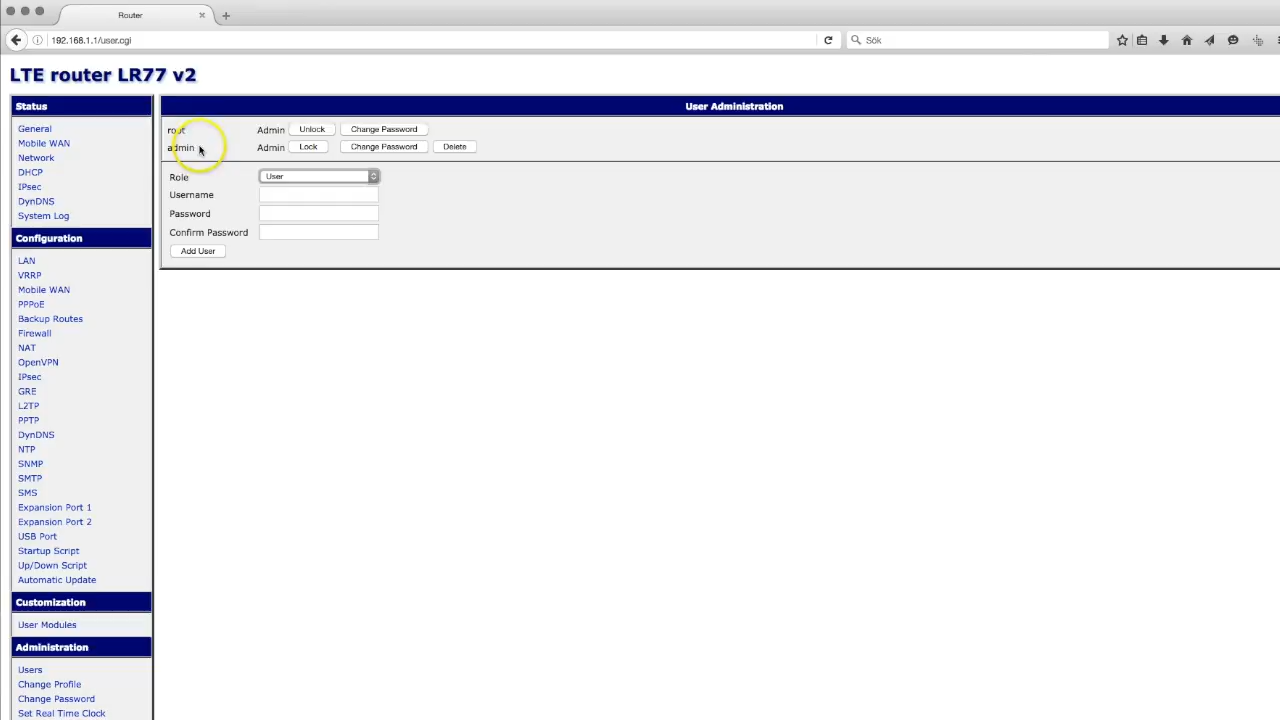 Router
192.168.1.1/user.cgi
Sök
LTE router LR77 v2
Status
General
Mobile WAN
Network
DHCP
IPsec
DynDNS
System Log
Configuration
LAN
VRRP
Mobile WAN
PPPoE
Backup Routes
Firewall
NAT
OpenVPN
IPsec
GRE
L2TP
PPTP
DynDNS
NTP
SNMP
SMTP
SMS
Expansion Port 1
Expansion Port 2
USB Port
Startup Script
Up/Down Script
Automatic Update
Customization
User Modules
Administration
Users
Change Profile
Change Password
Set Real Time Clock
User Administration
root Admin Unlock Change Password
admin Admin Lock Change Password Delete
Role User
Username
Password
Confirm Password
Add User